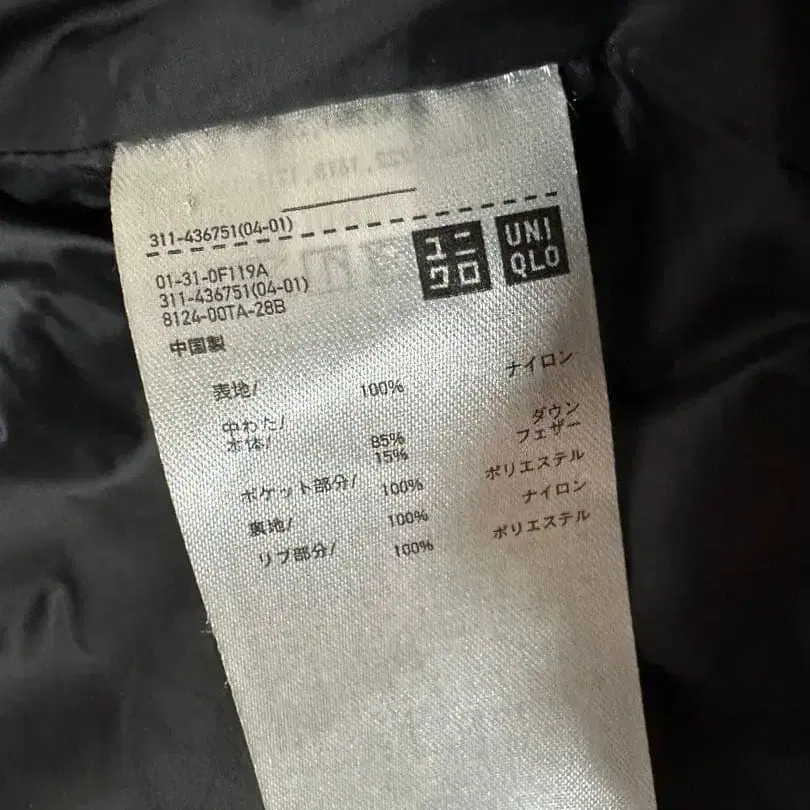 311-436751(04-01)
ユニ
クロ
UNI
QLO
01-31-0F119A
311-436751(04-01)
8124-00TA-28B
中国製
表地/ 100% ナイロン
中わた/
本体/ 85% ダウン
15% フェザー
ポケット部分/ 100% ポリエステル
裏地/ 100% ナイロン
リブ部分/ 100% ポリエステル